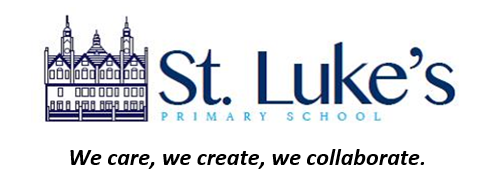 St. Luke's
PRIMARY SCHOOL
We care, we create, we collaborate.